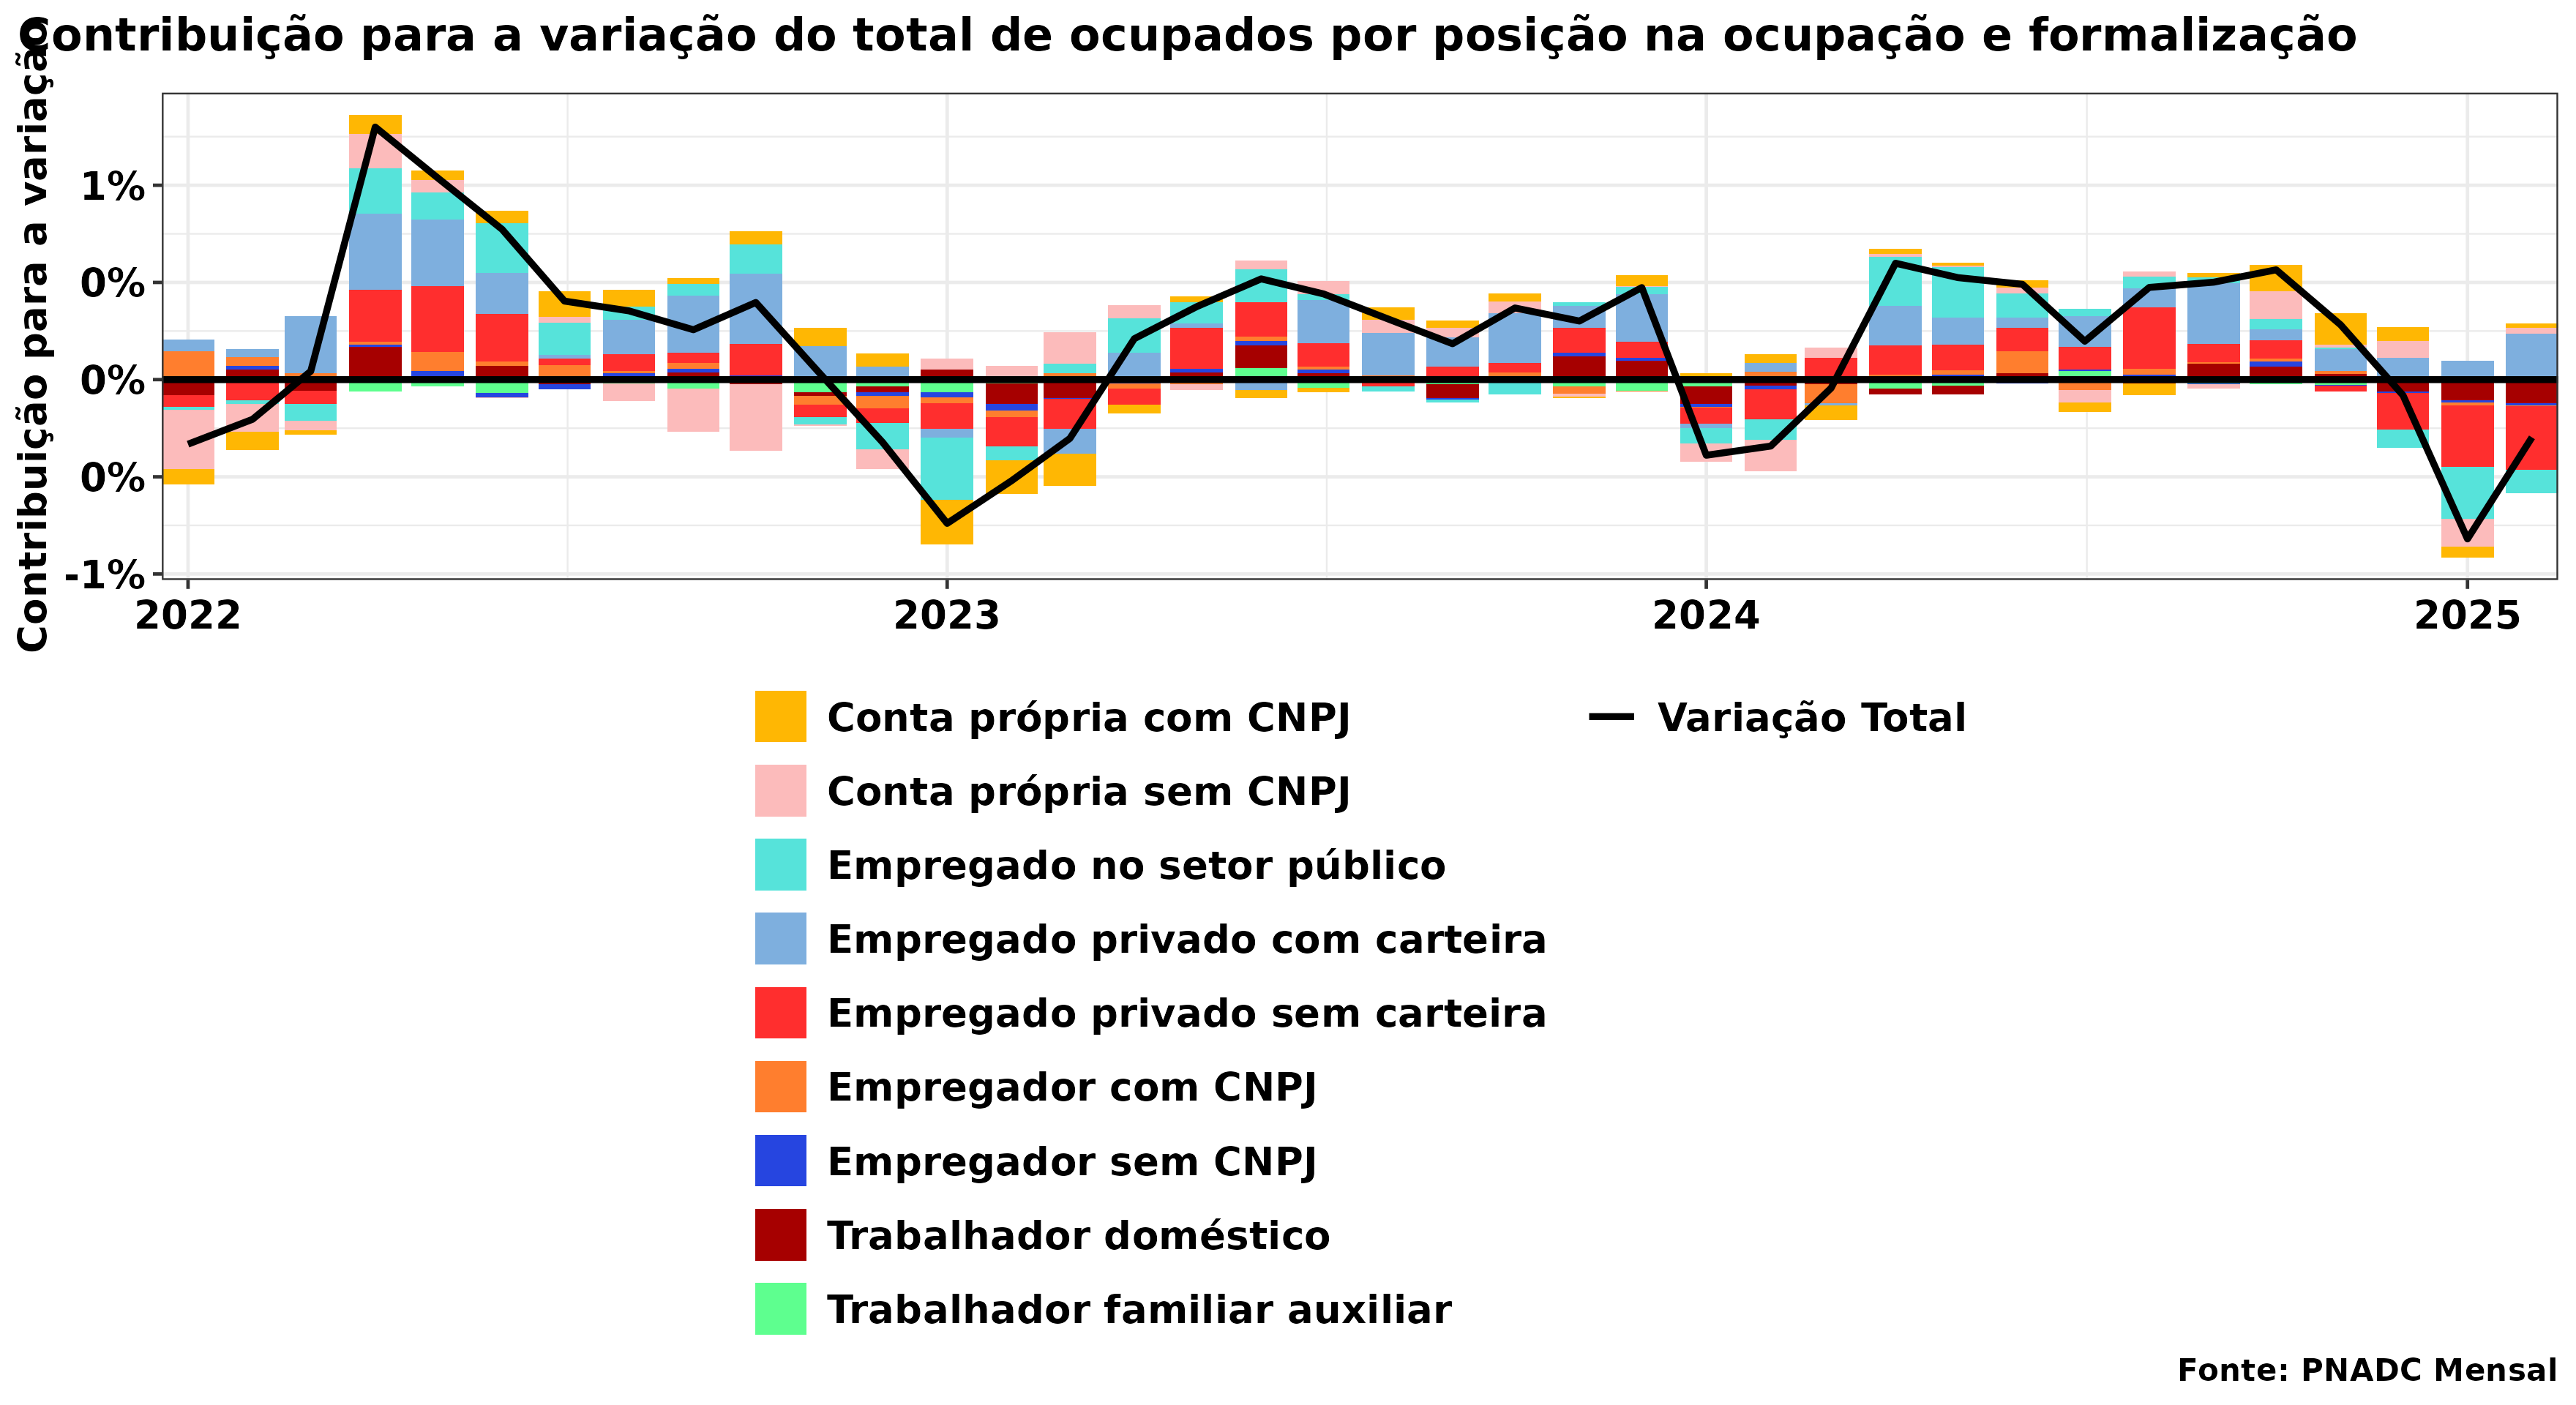 Contribuição para a variação do total de ocupados por posição na ocupação e formalização
Contribuição para a variação
1%
0%
0%
0%
-1%
2022
2023
2024
2025
Conta própria com CNPJ
Conta própria sem CNPJ
Empregado no setor público
Empregado privado com carteira
Empregado privado sem carteira
Empregador com CNPJ
Empregador sem CNPJ
Trabalhador doméstico
Trabalhador familiar auxiliar
Variação Total
Fonte: PNADC Mensal